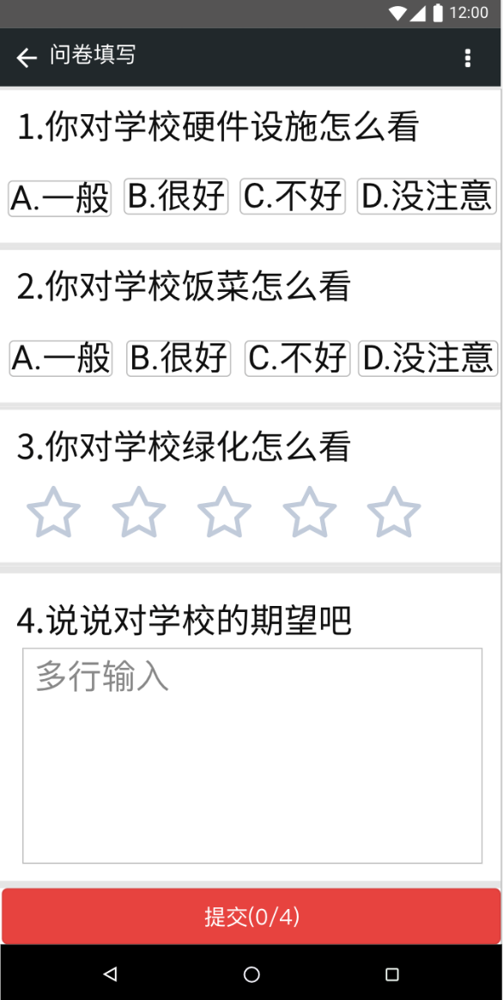 12:00
问卷填写
1.你对学校硬件设施怎么看
A.一般 B.很好 C.不好 D.没注意
2.你对学校饭菜怎么看
A.一般 B.很好 C.不好 D.没注意
3.你对学校绿化怎么看
4.说说对学校的期望吧
多行输入
提交(0/4)